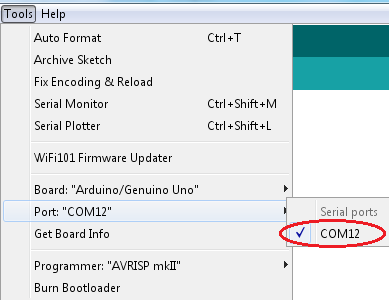 Tools Help
Auto Format Ctrl+T
Archive Sketch
Fix Encoding & Reload
Serial Monitor Ctrl+Shift+M
Serial Plotter Ctrl+Shift+L
WiFi101 Firmware Updater
Board: "Arduino/Genuino Uno"
Port: "COM12"
Serial ports
COM12
Get Board Info
Programmer: "AVRISP mkII"
Burn Bootloader